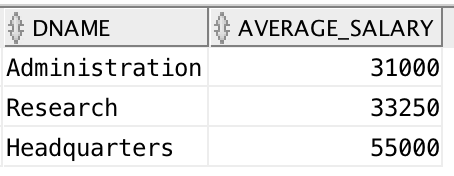 DNAME AVERAGE_SALARY
Administration 31000
Research 33250
Headquarters 55000